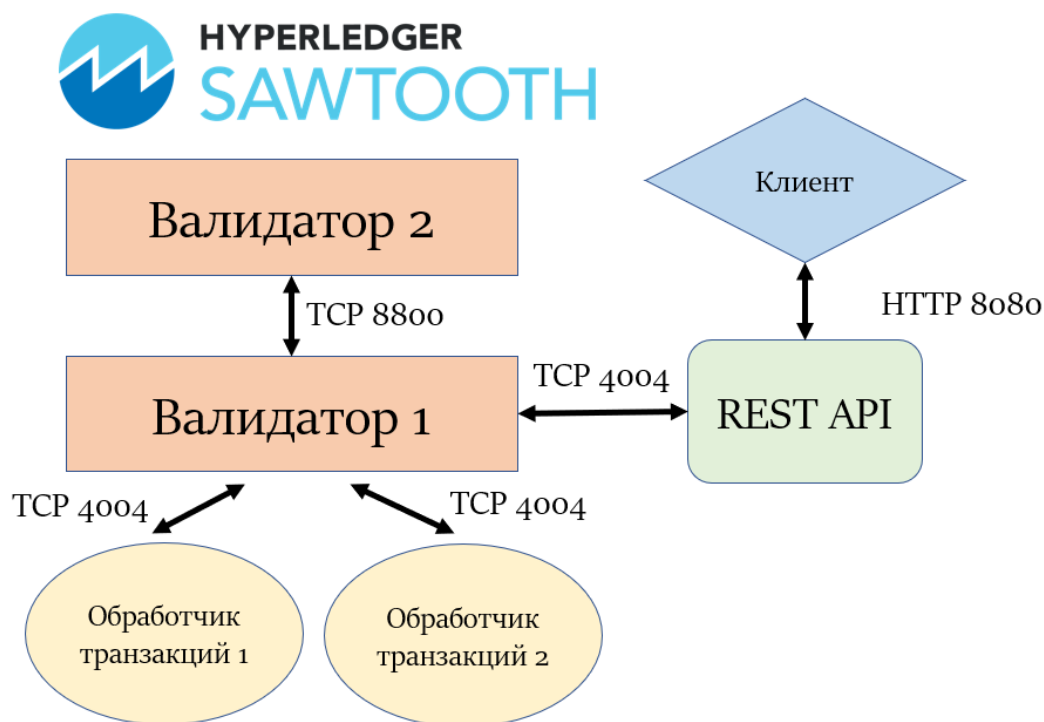 HYPERLEDGER
SAWTOOTH
Клиент
Валидатор 2
HTTP 8080
TCP 8800
TCP 4004
Валидатор 1
REST API
TCP 4004
TCP 4004
Обработчик
транзакций 1
Обработчик
транзакций 2